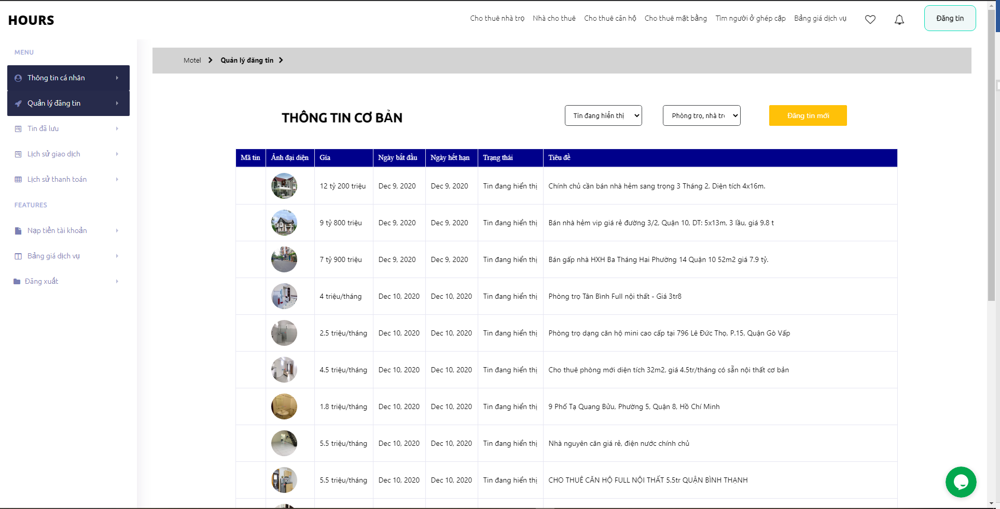 HOURS
Cho thuê nhà trọ
Nhà cho thuê
Cho thuê căn hộ
Cho thuê mặt bằng
Tìm người ở ghép cặp
Bảng giá dịch vụ
Đăng tin
MENU
Thông tin cá nhân
Quản lý đăng tin
Tin đã lưu
Lịch sử giao dịch
Lịch sử thanh toán
FEATURES
Nạp tiền tài khoản
Bảng giá dịch vụ
Đăng xuất
Motel
Quản lý đăng tin
THÔNG TIN CƠ BẢN
Tin đang hiển thị
Phòng trọ, nhà trọ
Đăng tin mới
Mã tin Ảnh đại diện Gía Ngày bắt đầu Ngày hết hạn Trạng thái Tiêu đề
12 tỷ 200 triệu Dec 9, 2020 Dec 9, 2020 Tin đang hiển thị Chính chủ cần bán nhà hẻm sang trọng 3 Tháng 2, Diện tích 4x16m.
9 tỷ 800 triệu Dec 9, 2020 Dec 9, 2020 Tin đang hiển thị Bán nhà hẻm vip giá rẻ đường 3/2, Quận 10, DT: 5x13m, 3 lầu, giá 9.8 t
7 tỷ 900 triệu Dec 9, 2020 Dec 9, 2020 Tin đang hiển thị Bán gấp nhà HXH Ba Tháng Hai Phường 14 Quận 10 52m2 giá 7.9 tỷ.
4 triệu/tháng Dec 10, 2020 Dec 10, 2020 Tin đang hiển thị Phòng trọ Tân Bình Full nội thất - Giá 3tr8
2.5 triệu/tháng Dec 10, 2020 Dec 10, 2020 Tin đang hiển thị Phòng trọ dạng căn hộ mini cao cấp tại 796 Lê Đức Thọ, P.15, Quận Gò Vấp
4.5 triệu/tháng Dec 10, 2020 Dec 10, 2020 Tin đang hiển thị Cho thuê phòng mới diện tích 32m2, giá 4.5tr/tháng có sẵn nội thất cơ bản
1.8 triệu/tháng Dec 10, 2020 Dec 10, 2020 Tin đang hiển thị 9 Phố Tạ Quang Bửu, Phường 5, Quận 8, Hồ Chí Minh
5.5 triệu/tháng Dec 10, 2020 Dec 10, 2020 Tin đang hiển thị Nhà nguyên căn giá rẻ, điện nước chính chủ
5.5 triệu/tháng Dec 10, 2020 Dec 10, 2020 Tin đang hiển thị CHO THUÊ CĂN HỘ FULL NỘI THẤT 5.5tr QUẬN BÌNH THẠNH